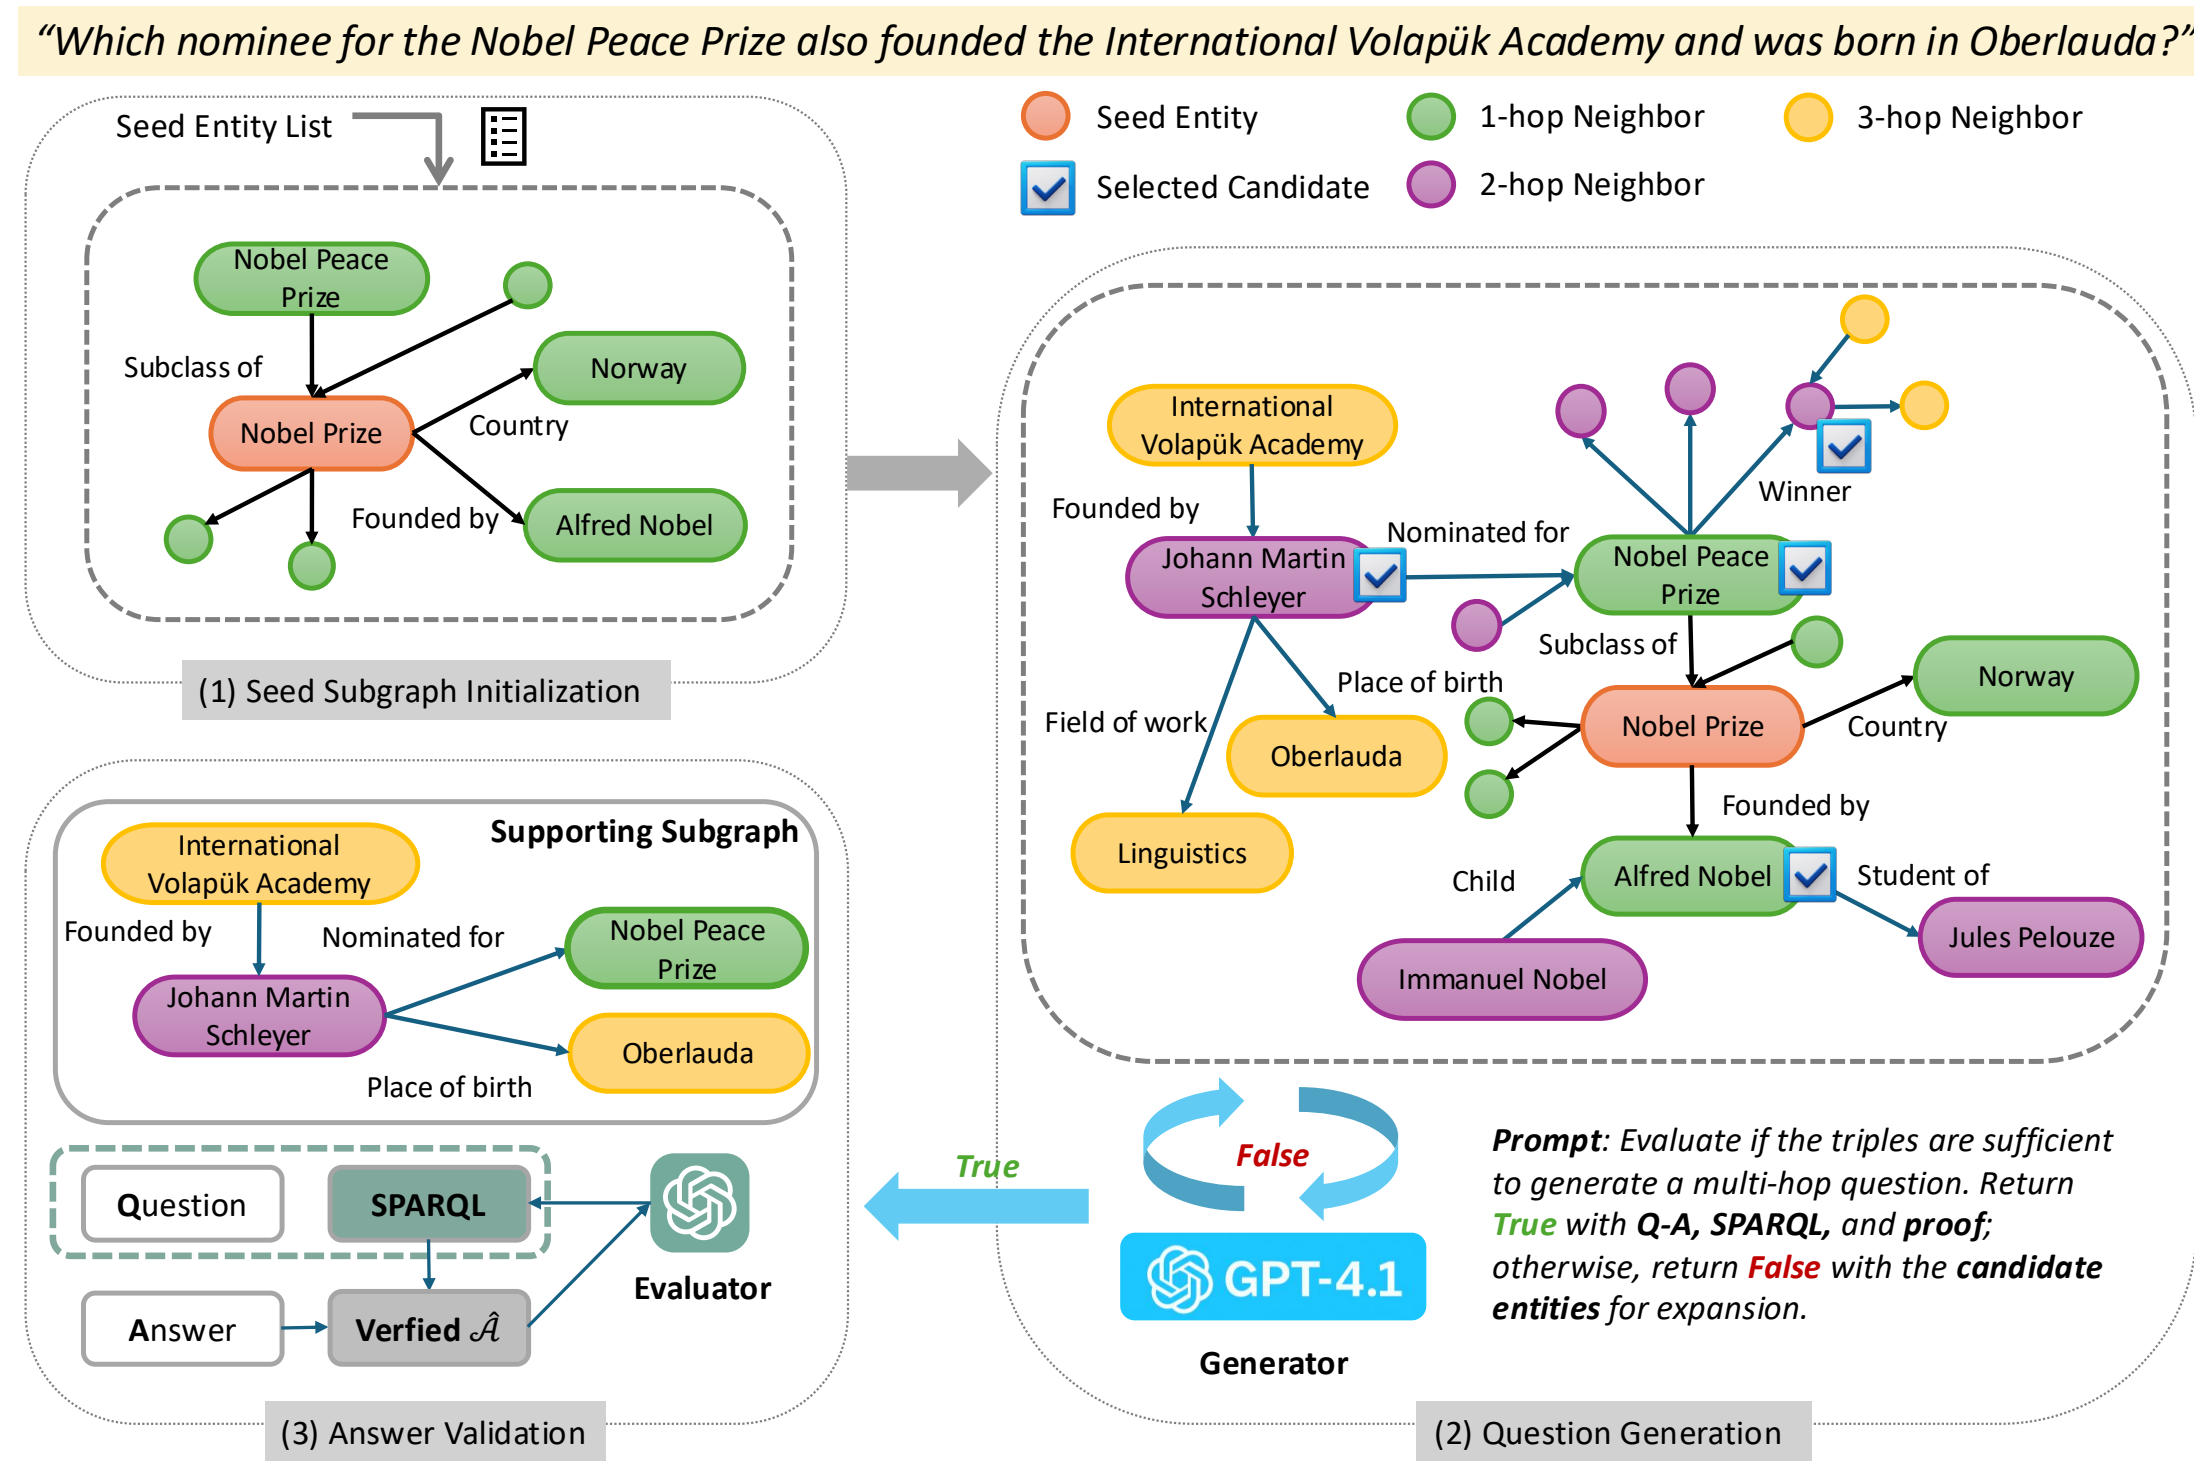 “Which nominee for the Nobel Peace Prize also founded the International Volapük Academy and was born in Oberlauda?”
Seed Entity List
Seed Entity
1-hop Neighbor
3-hop Neighbor
Selected Candidate
2-hop Neighbor
Nobel Peace
Prize
Subclass of
Norway
Nobel Prize
Country
Founded by
Alfred Nobel
(1) Seed Subgraph Initialization
International
Volapük Academy
Winner
Founded by
Nominated for
Johann Martin
Schleyer
Nobel Peace
Prize
Subclass of
Place of birth
Norway
Field of work
Nobel Prize
Country
Oberlauda
Founded by
Linguistics
Child
Alfred Nobel
Student of
Jules Pelouze
Immanuel Nobel
False
True
GPT-4.1
Generator
Prompt: Evaluate if the triples are sufficient
to generate a multi-hop question. Return
True with Q-A, SPARQL, and proof;
otherwise, return False with the candidate
entities for expansion.
(2) Question Generation
Supporting Subgraph
International
Volapük Academy
Founded by
Nominated for
Nobel Peace
Prize
Johann Martin
Schleyer
Oberlauda
Place of birth
Question
SPARQL
Evaluator
Answer
Verfied 𝒜̂
(3) Answer Validation